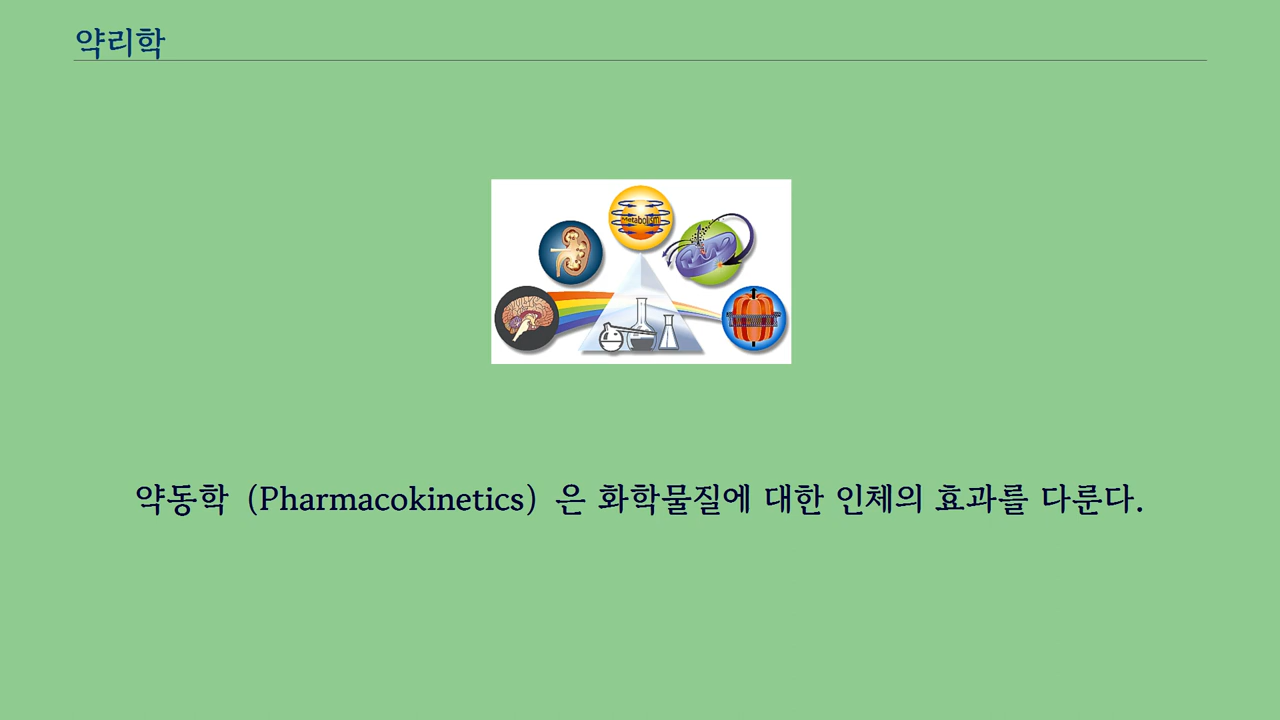 약리학
metabolism
약동학 (Pharmacokinetics) 은 화학물질에 대한 인체의 효과를 다룬다.